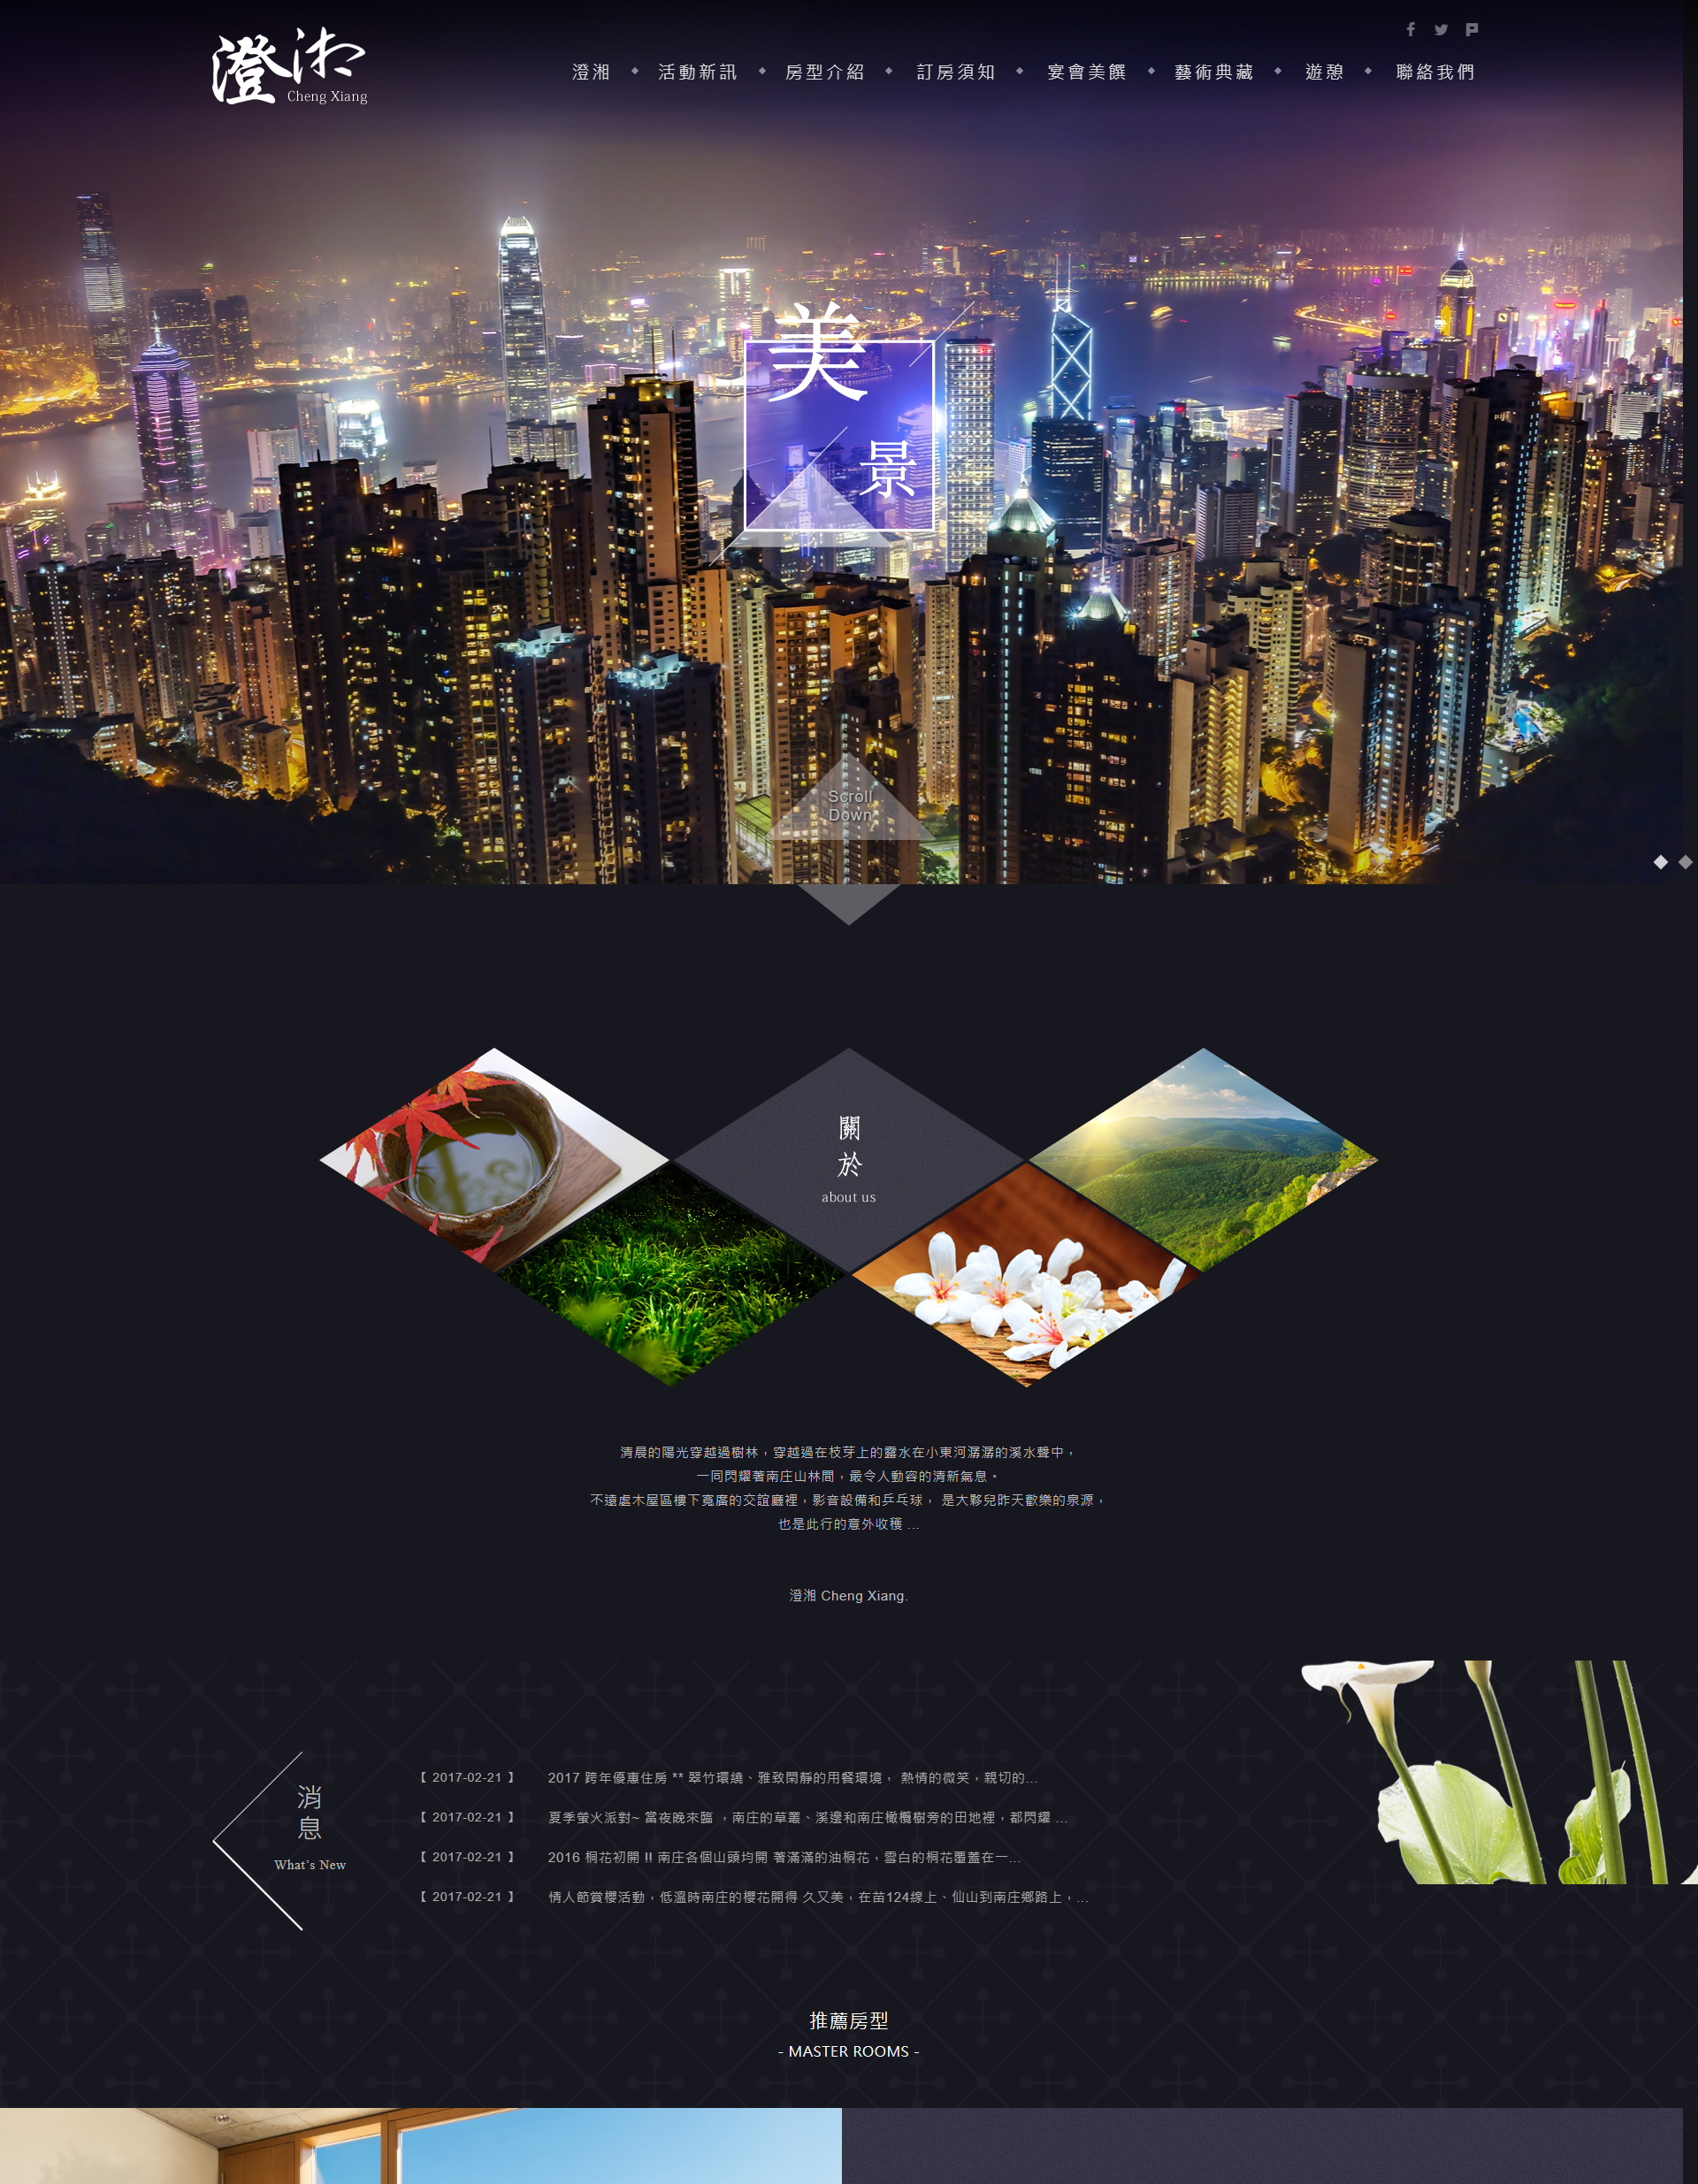 澄湘
Cheng Xiang
澄湘
活動新訊
房型介紹
訂房須知
宴會美饌
藝術典藏
遊憩
聯絡我們
美
景
Scroll
Down
關
於
about us
清晨的陽光穿越過樹林，穿越過在枝芽上的露水在小東河潺潺的溪水聲中，
一同閃耀著南庄山林間，最令人動容的清新氣息。
不遠處木屋區樓下寬廣的交誼廳裡，影音設備和乒乓球， 是大夥兒昨天歡樂的泉源，
也是此行的意外收穫 ...
澄湘 Cheng Xiang.
消
息
What's New
【 2017-02-21 】 2017 跨年優惠住房 ** 翠竹環繞、雅致閑靜的用餐環境， 熱情的微笑，親切的...
【 2017-02-21 】 夏季螢火派對~ 當夜晚來臨 ，南庄的草叢、溪邊和南庄橄欖樹旁的田地裡，都閃耀 ...
【 2017-02-21 】 2016 桐花初開 !! 南庄各個山頭均開 著滿滿的油桐花，雪白的桐花覆蓋在一...
【 2017-02-21 】 情人節賞櫻活動，低溫時南庄的櫻花開得 久又美，在苗124線上、仙山到南庄鄉路上，...
推薦房型
- MASTER ROOMS -